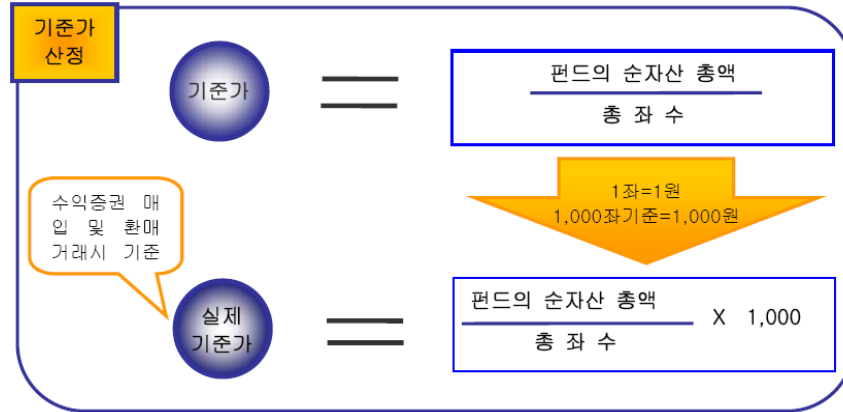 기준가
산정
기준가
펀드의 순자산 총액
총 좌 수
1좌=1원
1,000좌기준=1,000원
수익증권 매
입 및 환매
거래시 기준
실제
기준가
펀드의 순자산 총액
총 좌 수
X 1,000